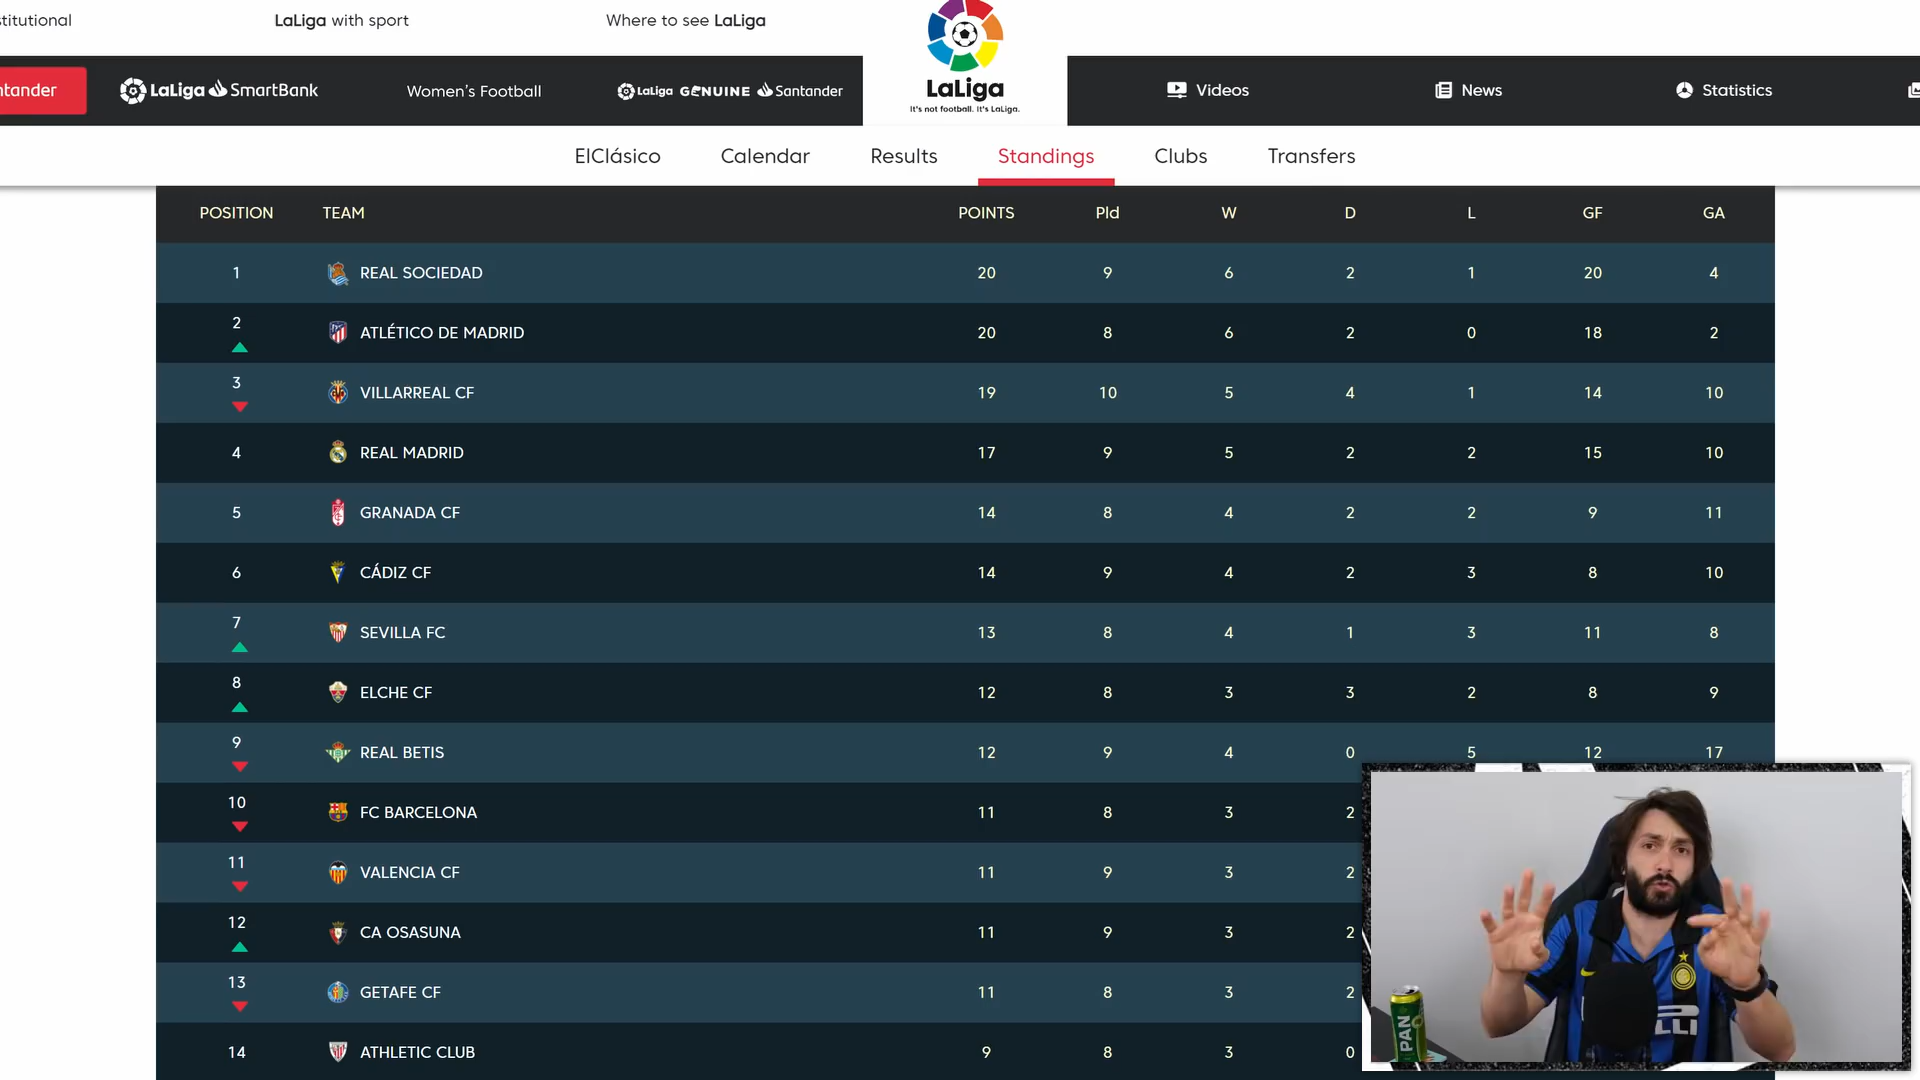 stitutional LaLiga with sport Where to see LaLiga
ntander LaLiga SmartBank Women's Football LaLiga GENUINE Santander LaLiga Videos News Statistics
It's not football. It's LaLiga.
ElClásico Calendar Results Standings Clubs Transfers
POSITION TEAM POINTS Pld W D L GF GA
1 REAL SOCIEDAD 20 9 6 2 1 20 4
2 ATLÉTICO DE MADRID 20 8 6 2 0 18 2
3 VILLARREAL CF 19 10 5 4 1 14 10
4 REAL MADRID 17 9 5 2 2 15 10
5 GRANADA CF 14 8 4 2 2 9 11
6 CÁDIZ CF 14 9 4 2 3 8 10
7 SEVILLA FC 13 8 4 1 3 11 8
8 ELCHE CF 12 8 3 3 2 8 9
9 REAL BETIS 12 9 4 0 5 12 17
10 FC BARCELONA 11 8 3 2
11 VALENCIA CF 11 9 3 2
12 CA OSASUNA 11 9 3 2
13 GETAFE CF 11 8 3 2
14 ATHLETIC CLUB 9 8 3 0
PAN